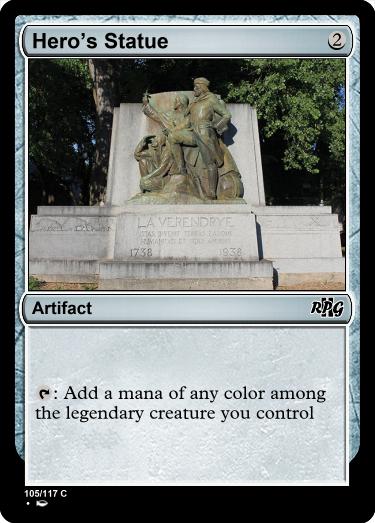 Hero's Statue 2
LA VERENDRYE
1738 1938
Artifact
RPG
: Add a mana of any color among
the legendary creature you control
105/117 C